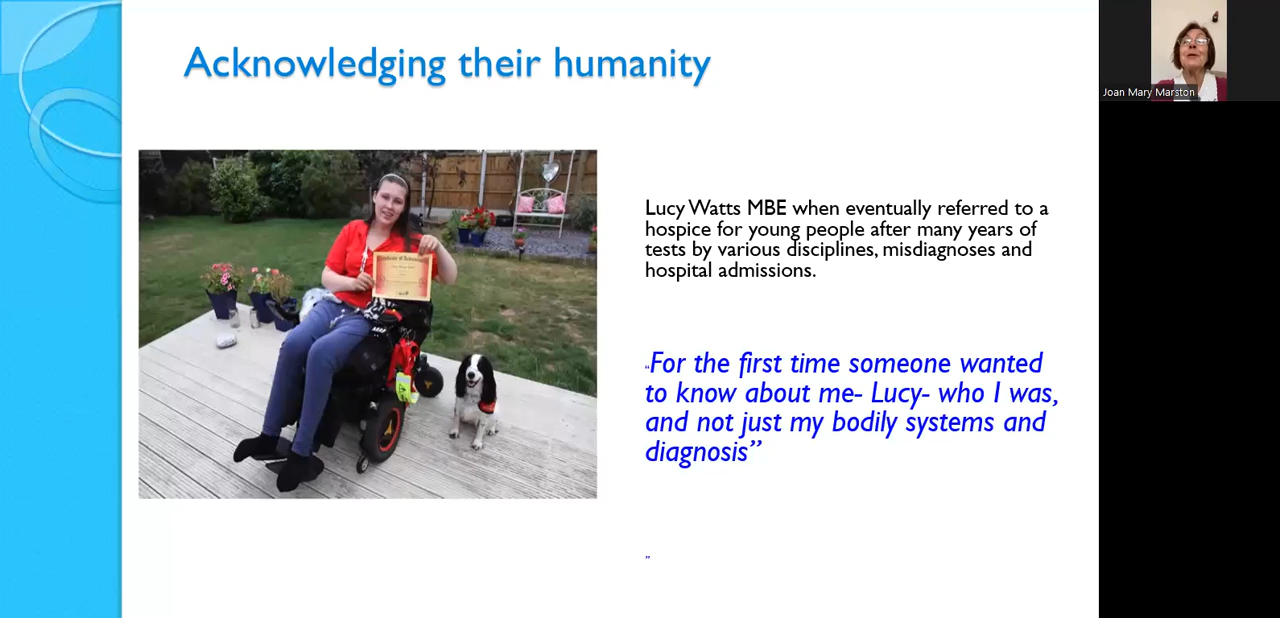 Acknowledging their humanity
Joan Mary Marston
Lucy Watts MBE when eventually referred to a
hospice for young people after many years of
tests by various disciplines, misdiagnoses and
hospital admissions.
“For the first time someone wanted
to know about me- Lucy- who I was,
and not just my bodily systems and
diagnosis”
”